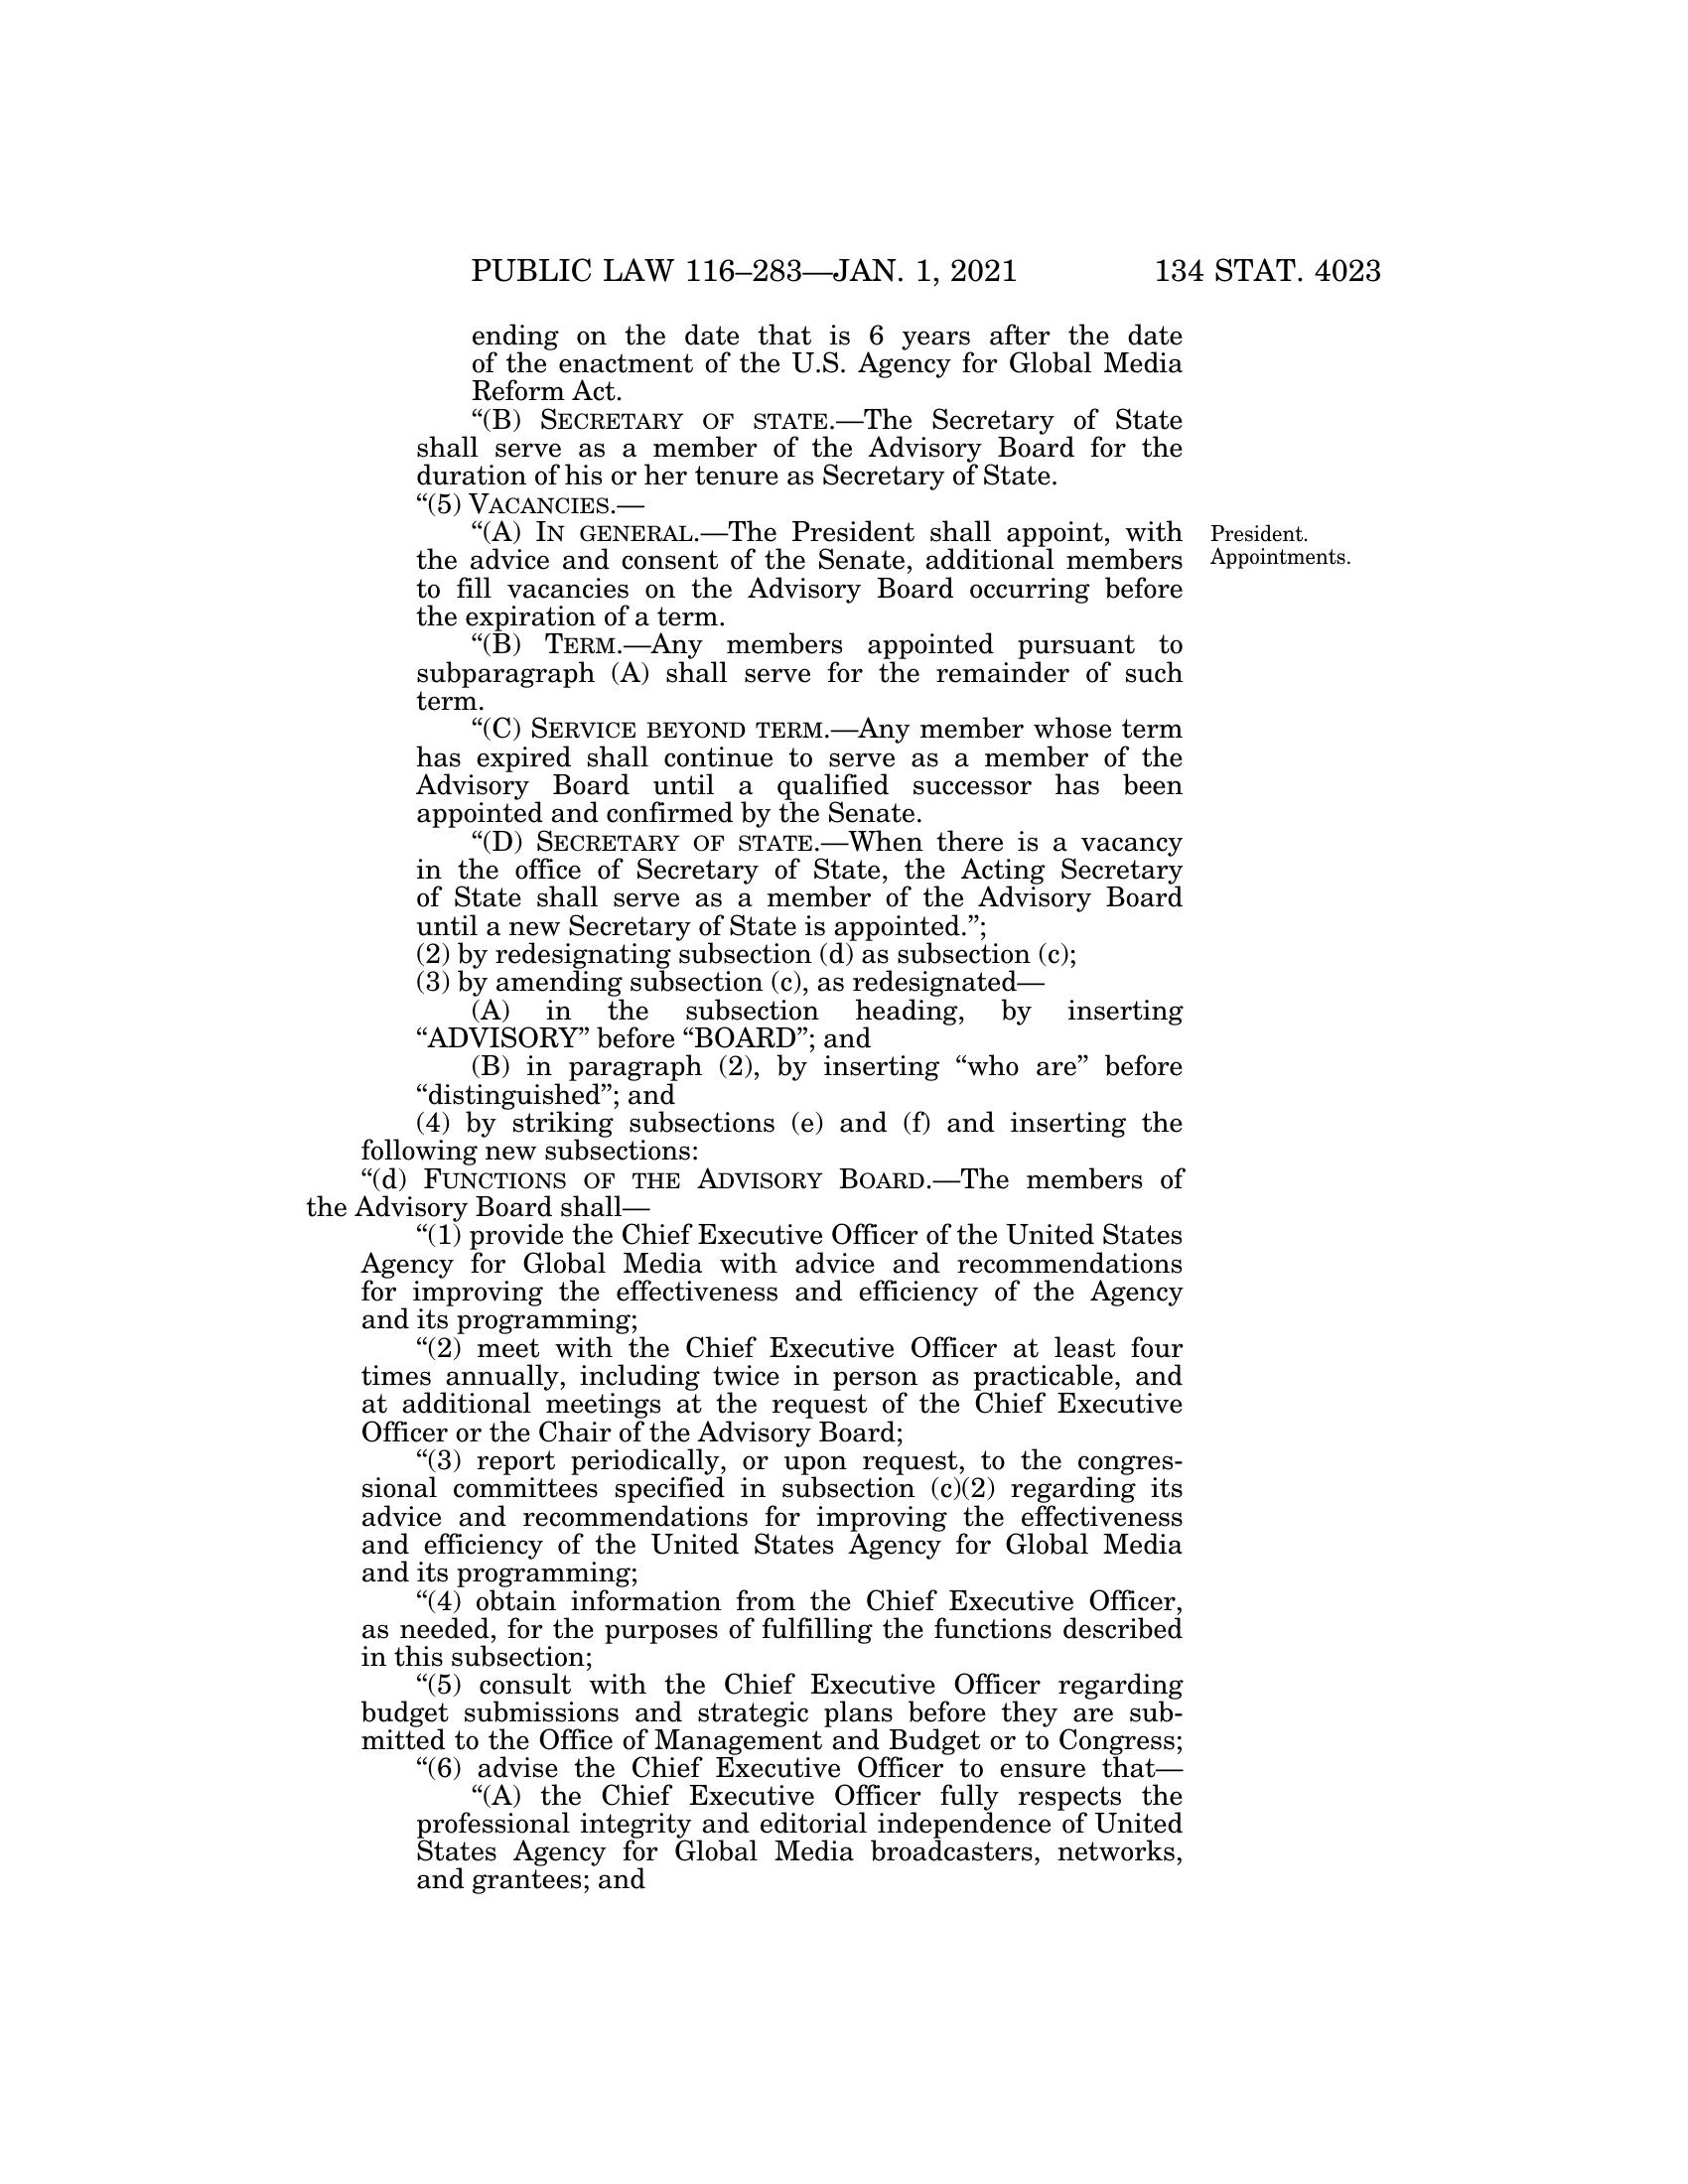 PUBLIC LAW 116–283—JAN. 1, 2021 134 STAT. 4023
ending on the date that is 6 years after the date
of the enactment of the U.S. Agency for Global Media
Reform Act.
“(B) SECRETARY OF STATE.—The Secretary of State
shall serve as a member of the Advisory Board for the
duration of his or her tenure as Secretary of State.
“(5) VACANCIES.—
“(A) IN GENERAL.—The President shall appoint, with
the advice and consent of the Senate, additional members
to fill vacancies on the Advisory Board occurring before
the expiration of a term.
President.
Appointments.
“(B) TERM.—Any members appointed pursuant to
subparagraph (A) shall serve for the remainder of such
term.
“(C) SERVICE BEYOND TERM.—Any member whose term
has expired shall continue to serve as a member of the
Advisory Board until a qualified successor has been
appointed and confirmed by the Senate.
“(D) SECRETARY OF STATE.—When there is a vacancy
in the office of Secretary of State, the Acting Secretary
of State shall serve as a member of the Advisory Board
until a new Secretary of State is appointed.”;
(2) by redesignating subsection (d) as subsection (c);
(3) by amending subsection (c), as redesignated—
(A) in the subsection heading, by inserting
“ADVISORY” before “BOARD”; and
(B) in paragraph (2), by inserting “who are” before
“distinguished”; and
(4) by striking subsections (e) and (f) and inserting the
following new subsections:
“(d) FUNCTIONS OF THE ADVISORY BOARD.—The members of
the Advisory Board shall—
“(1) provide the Chief Executive Officer of the United States
Agency for Global Media with advice and recommendations
for improving the effectiveness and efficiency of the Agency
and its programming;
“(2) meet with the Chief Executive Officer at least four
times annually, including twice in person as practicable, and
at additional meetings at the request of the Chief Executive
Officer or the Chair of the Advisory Board;
“(3) report periodically, or upon request, to the congres-
sional committees specified in subsection (c)(2) regarding its
advice and recommendations for improving the effectiveness
and efficiency of the United States Agency for Global Media
and its programming;
“(4) obtain information from the Chief Executive Officer,
as needed, for the purposes of fulfilling the functions described
in this subsection;
“(5) consult with the Chief Executive Officer regarding
budget submissions and strategic plans before they are sub-
mitted to the Office of Management and Budget or to Congress;
“(6) advise the Chief Executive Officer to ensure that—
“(A) the Chief Executive Officer fully respects the
professional integrity and editorial independence of United
States Agency for Global Media broadcasters, networks,
and grantees; and